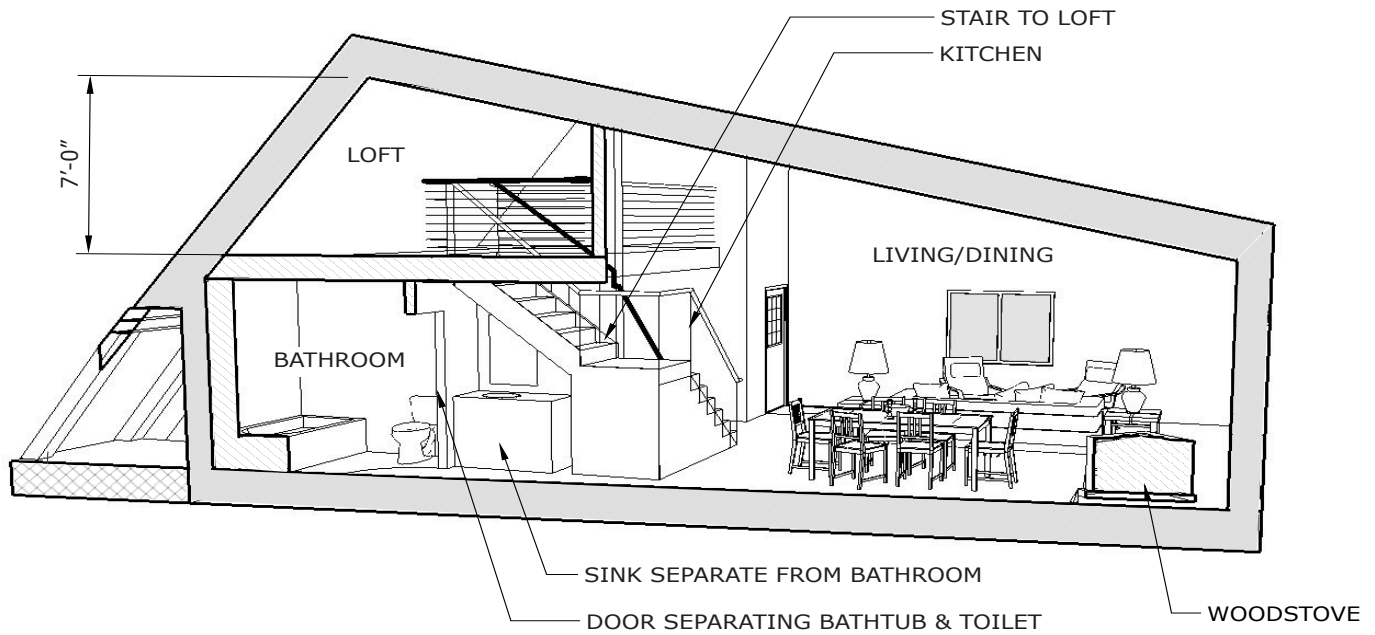 STAIR TO LOFT
KITCHEN
7'-0"
LOFT
LIVING/DINING
BATHROOM
SINK SEPARATE FROM BATHROOM
DOOR SEPARATING BATHTUB & TOILET
WOODSTOVE